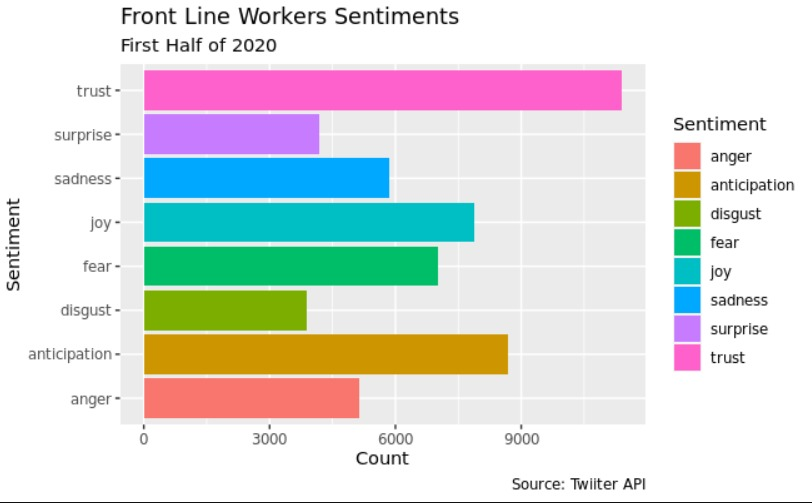 Front Line Workers Sentiments
First Half of 2020
Sentiment
trust
surprise
sadness
joy
fear
disgust
anticipation
anger
0 3000 6000 9000
Count
Sentiment
anger
anticipation
disgust
fear
joy
sadness
surprise
trust
Source: Twiiter API